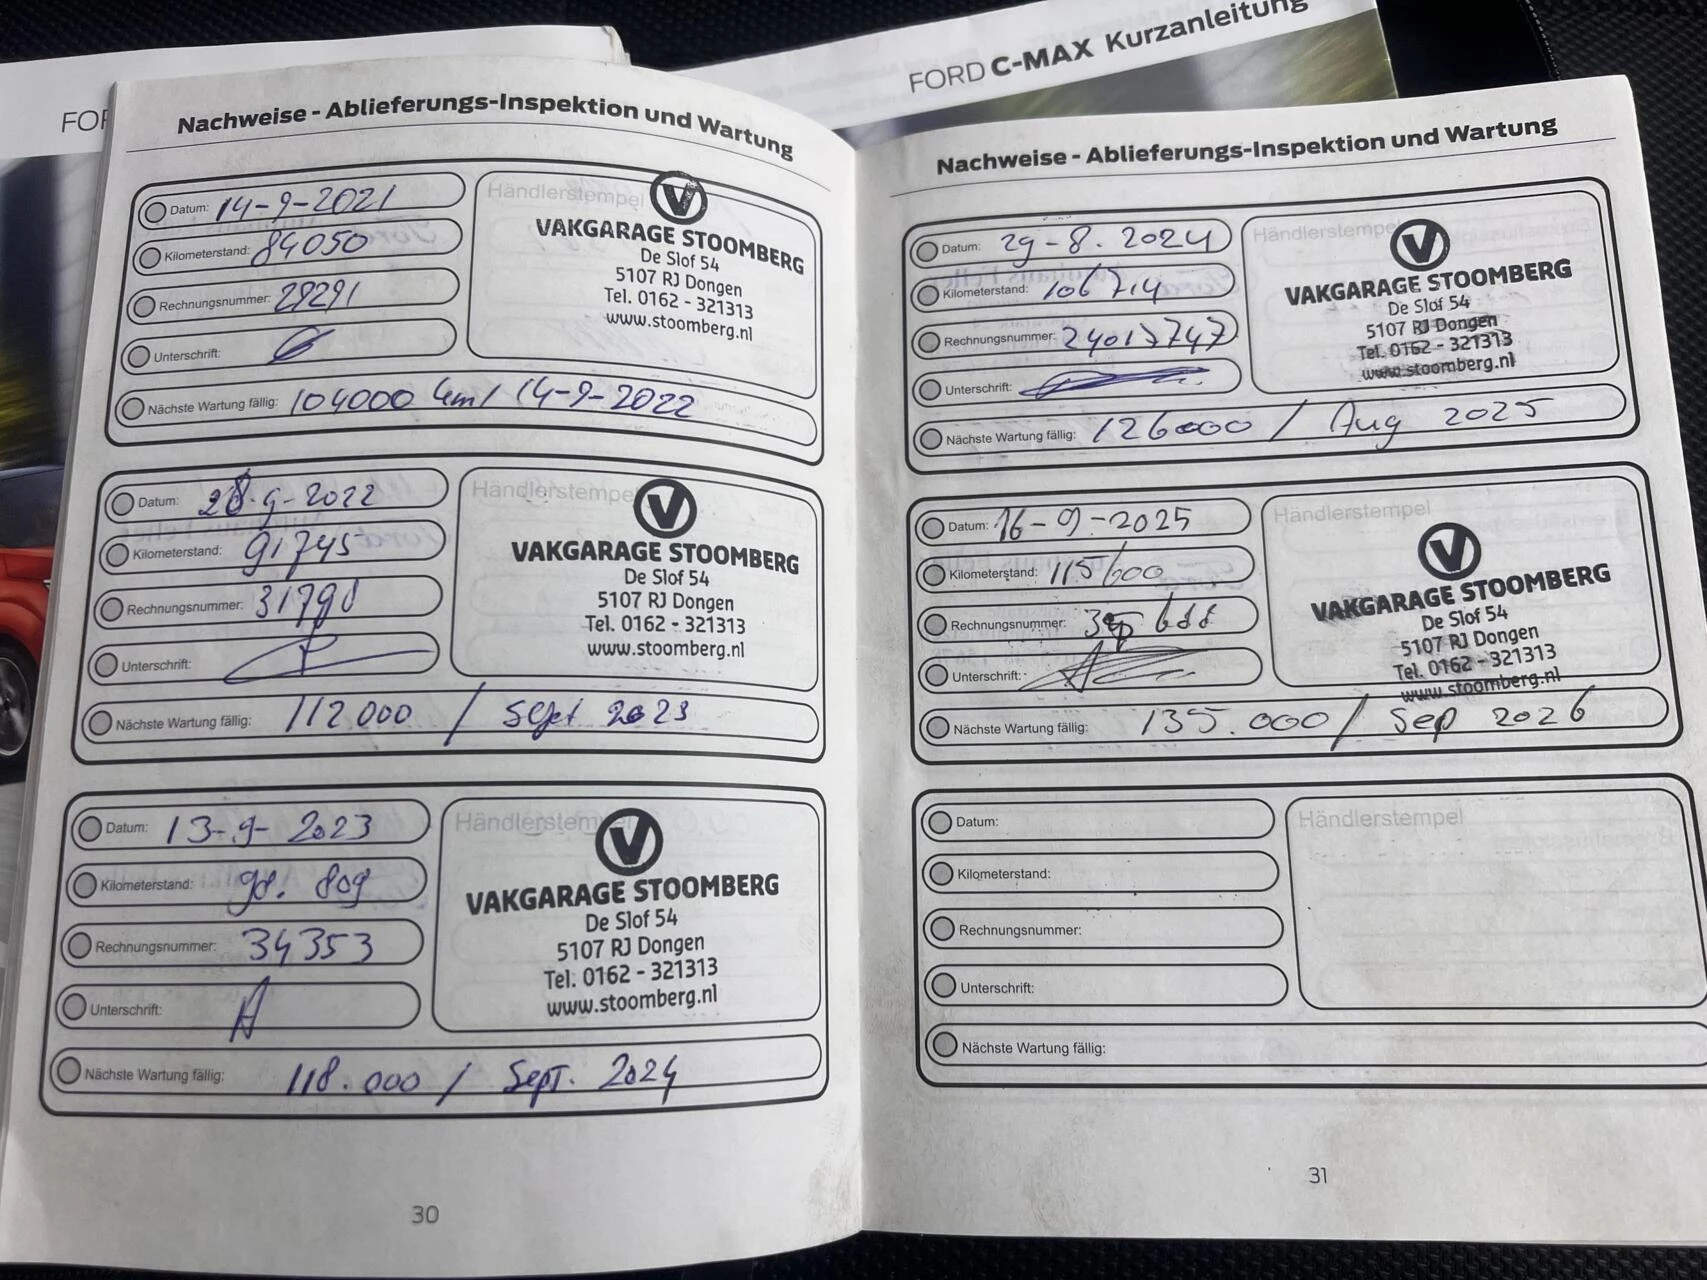 FOR
FORD C-MAX Kurzanleitung
Nachweise - Ablieferungs-Inspektion und Wartung
Datum: 14-9-2021
Kilometerstand: 84050
Rechnungsnummer: 29291
Unterschrift:
Nächste Wartung fällig: 104000 km / 14-9-2022
Händlerstempel
VAKGARAGE STOOMBERG
De Slof 54
5107 RJ Dongen
Tel. 0162 - 321313
www.stoomberg.nl
Datum: 28-9-2022
Kilometerstand: 91745
Rechnungsnummer:
Unterschrift:
Nächste Wartung fällig: 112.000 / Sept 2023
Händlerstempel
VAKGARAGE STOOMBERG
De Slof 54
5107 RJ Dongen
Tel. 0162 - 321313
www.stoomberg.nl
Datum: 13-9-2023
Kilometerstand: 98.809
Rechnungsnummer: 34353
Unterschrift:
Nächste Wartung fällig: 118.000 / Sept. 2024
Händlerstempel
VAKGARAGE STOOMBERG
De Slof 54
5107 RJ Dongen
Tel. 0162 - 321313
www.stoomberg.nl
30
Nachweise - Ablieferungs-Inspektion und Wartung
Datum: 29-8.2024
Kilometerstand: 106714
Rechnungsnummer: 24017747
Unterschrift:
Nächste Wartung fällig: 126000 / Aug 2025
Händlerstempel
VAKGARAGE STOOMBERG
De Slof 54
5107 RJ Dongen
Tel. 0162 - 321313
www.stoomberg.nl
Datum: 16-9-2025
Kilometerstand:
Rechnungsnummer:
Unterschrift:
Nächste Wartung fällig: 135.000 / Sep 2026
Händlerstempel
VAKGARAGE STOOMBERG
De Slof 54
5107 RJ Dongen
Tel. 0162 - 321313
www.stoomberg.nl
Datum:
Kilometerstand:
Rechnungsnummer:
Unterschrift:
Nächste Wartung fällig:
Händlerstempel
31